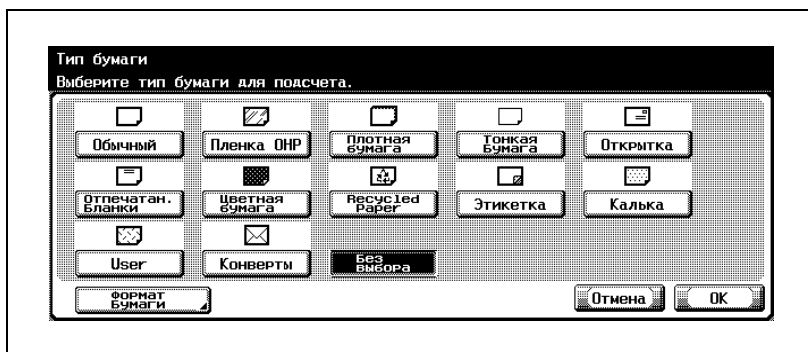 Тип бумаги
Выберите тип бумаги для подсчета.
Обычный
Пленка OHP
Плотная
бумага
Тонкая
Бумага
Открытка
Отпечатан.
Бланки
Цветная
бумага
Recycled
Paper
Этикетка
Калька
User
Конверты
Без
выбора
Формат
Бумаги
Отмена
OK